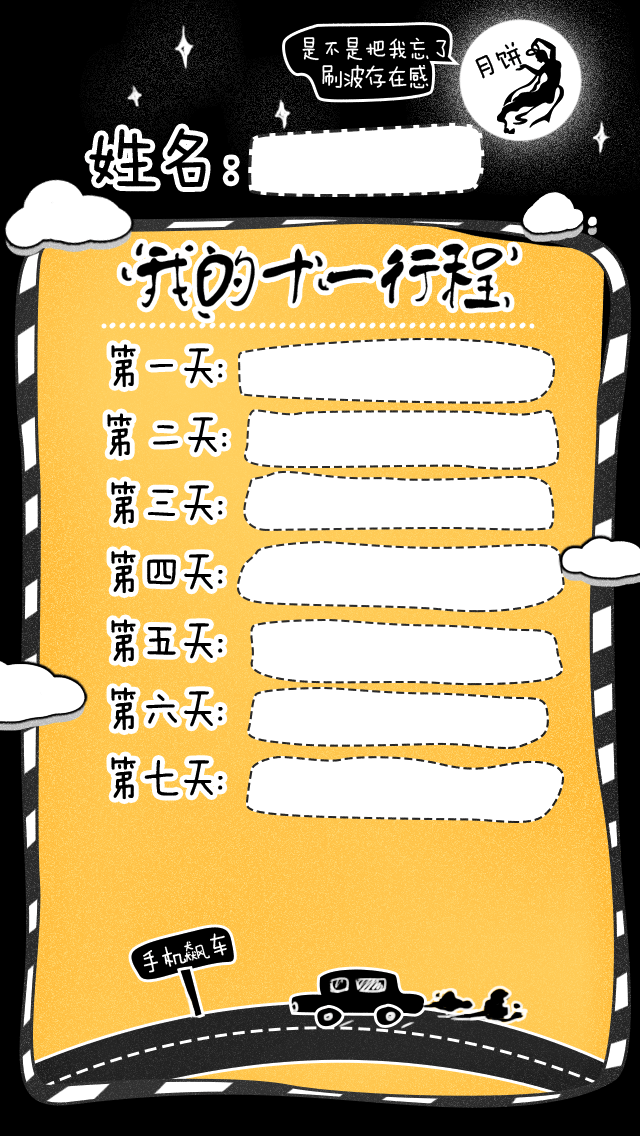 是不是把我忘了
刷波存在感
月饼
姓名:
我的十一行程
第一天:
第二天:
第三天:
第四天:
第五天:
第六天:
第七天:
手机飙车